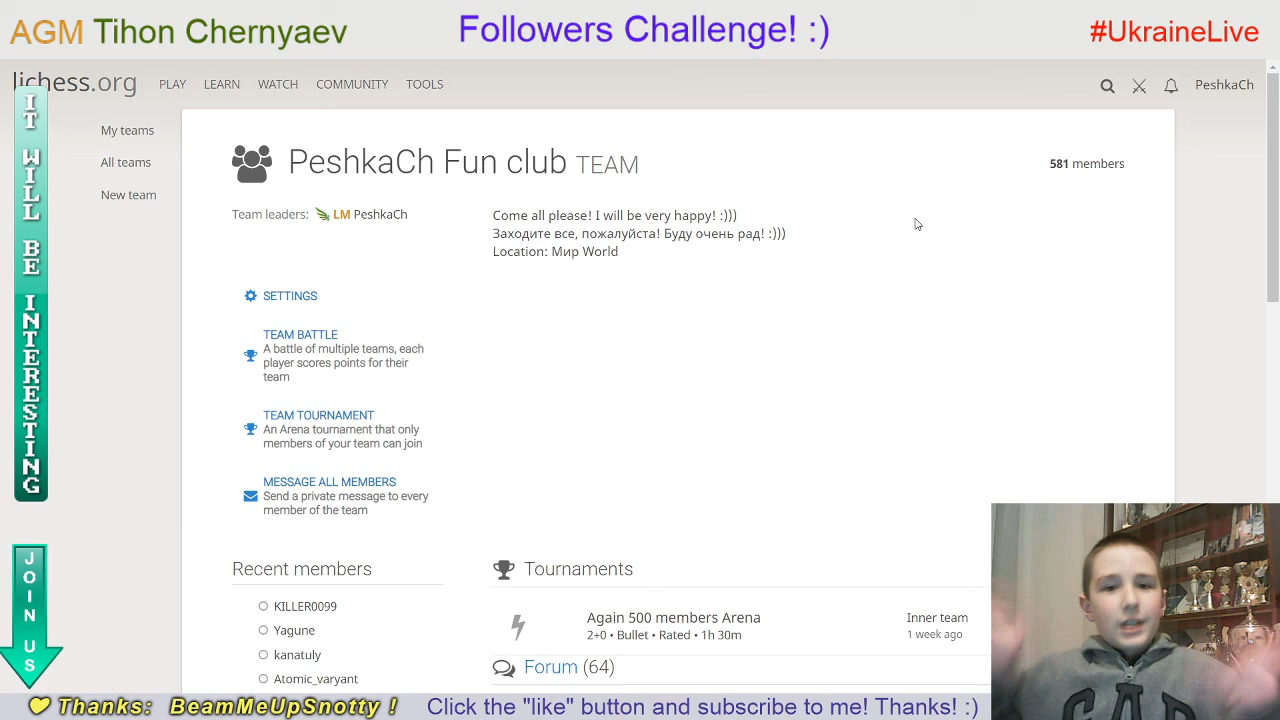 AGM Tihon Chernyaev
Followers Challenge! :)
#UkraineLive
lichess.org
PLAY
LEARN
WATCH
COMMUNITY
TOOLS
PeshkaCh
IT WILL BE INTERESTING
JOIN US
My teams
All teams
New team
PeshkaCh Fun club TEAM
581 members
Team leaders: LM PeshkaCh
Come all please! I will be very happy! :)))
Заходите все, пожалуйста! Буду очень рад! :)))
Location: Мир World
SETTINGS
TEAM BATTLE
A battle of multiple teams, each
player scores points for their
team
TEAM TOURNAMENT
An Arena tournament that only
members of your team can join
MESSAGE ALL MEMBERS
Send a private message to every
member of the team
Recent members
KILLER0099
Yagune
kanatuly
Atomic_varyant
Tournaments
Again 500 members Arena
2+0 • Bullet • Rated • 1h 30m
Inner team
1 week ago
Forum (64)
GAP
Thanks: BeamMeUpSnotty !
Click the "like" button and subscribe to me! Thanks! :)